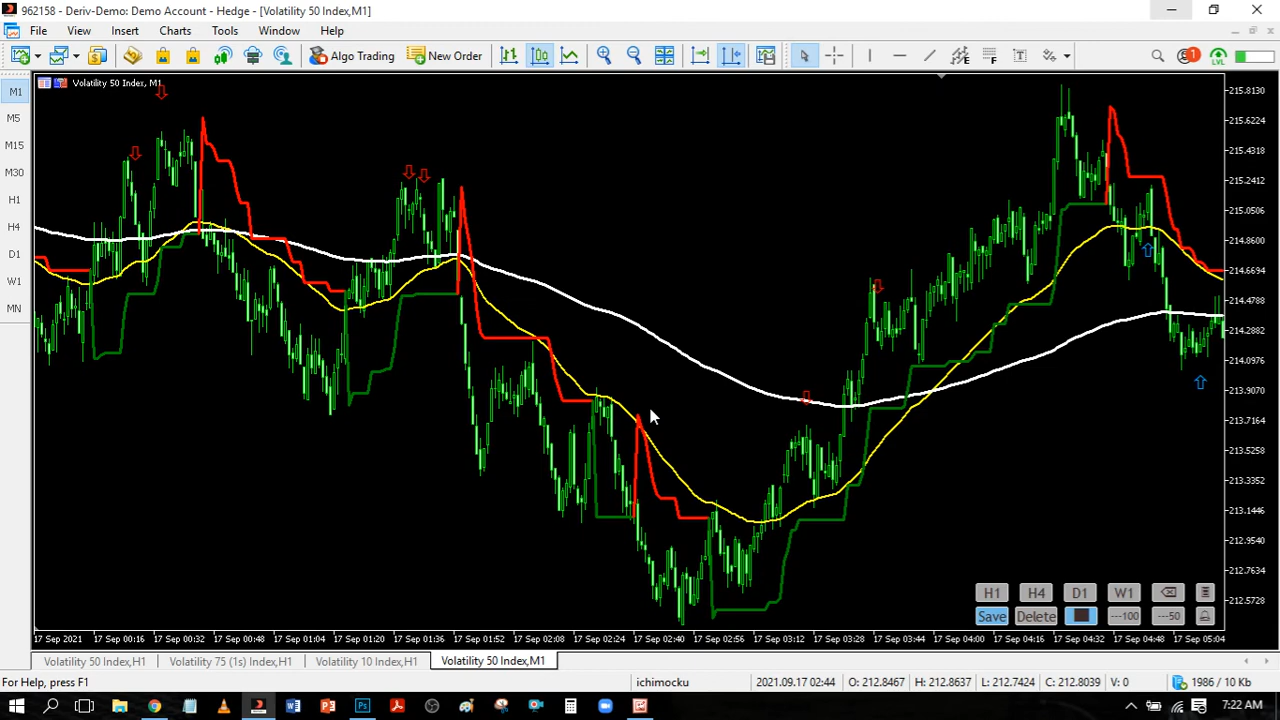 962158 - Deriv-Demo: Demo Account - Hedge - [Volatility 50 Index,M1]
File View Insert Charts Tools Window Help
Algo Trading New Order 1 LVL
Volatility 50 Index, M1
M1
M5
M15
M30
H1
H4
D1
W1
MN
215.8130
215.6224
215.4318
215.2412
215.0506
214.8600
214.6694
214.4788
214.2882
214.0976
213.9070
213.7164
213.5258
213.3352
213.1446
212.9540
212.7634
212.5728
H1 H4 D1 W1
Save Delete ---100 ---50
17 Sep 2021 17 Sep 00:16 17 Sep 00:32 17 Sep 00:48 17 Sep 01:04 17 Sep 01:20 17 Sep 01:36 17 Sep 01:52 17 Sep 02:08 17 Sep 02:24 17 Sep 02:40 17 Sep 02:56 17 Sep 03:12 17 Sep 03:28 17 Sep 03:44 17 Sep 04:00 17 Sep 04:16 17 Sep 04:32 17 Sep 04:48 17 Sep 05:04
Volatility 50 Index,H1 Volatility 75 (1s) Index,H1 Volatility 10 Index,H1 Volatility 50 Index,M1
For Help, press F1 ichimocku 2021.09.17 02:44 O: 212.8467 H: 212.8637 L: 212.7424 C: 212.8039 V: 0 1986 / 10 Kb
7:22 AM